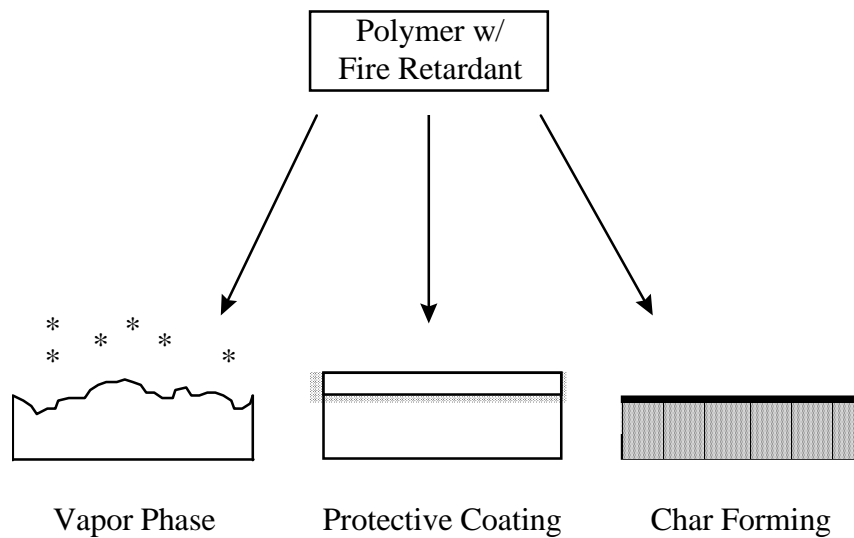 Polymer w/
Fire Retardant
* * * * * *
Vapor Phase Protective Coating Char Forming